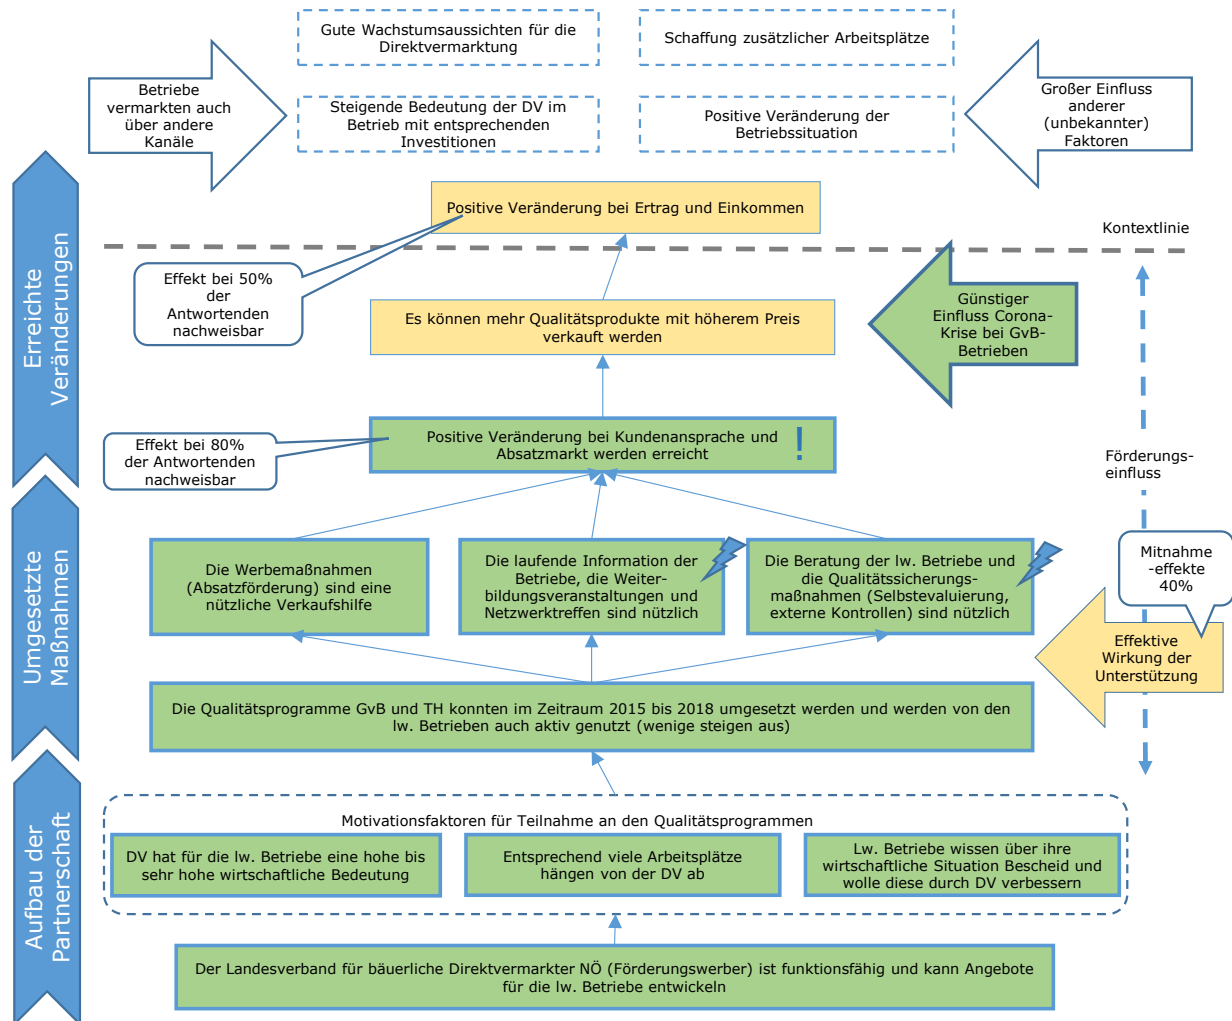 Gute Wachstumsaussichten für die
Direktvermarktung
Schaffung zusätzlicher Arbeitsplätze
Betriebe
vermarkten auch
über andere
Kanäle
Steigende Bedeutung der DV im
Betrieb mit entsprechenden
Investitionen
Positive Veränderung der
Betriebssituation
Großer Einfluss
anderer
(unbekannter)
Faktoren
Erreichte
Veränderungen
Positive Veränderung bei Ertrag und Einkommen
Kontextlinie
Effekt bei 50%
der
Antwortenden
nachweisbar
Es können mehr Qualitätsprodukte mit höherem Preis
verkauft werden
Günstiger
Einfluss Corona-
Krise bei GvB-
Betrieben
Effekt bei 80%
der Antwortenden
nachweisbar
Positive Veränderung bei Kundenansprache und
Absatzmarkt werden erreicht
!
Förderungs-
einfluss
Umgesetzte
Maßnahmen
Die Werbemaßnahmen
(Absatzförderung) sind eine
nützliche Verkaufshilfe
Die laufende Information der
Betriebe, die Weiter-
bildungsveranstaltungen und
Netzwerktreffen sind nützlich
Die Beratung der lw. Betriebe und
die Qualitätssicherungs-
maßnahmen (Selbstevaluierung,
externe Kontrollen) sind nützlich
Mitnahme
-effekte
40%
Effektive
Wirkung der
Unterstützung
Die Qualitätsprogramme GvB und TH konnten im Zeitraum 2015 bis 2018 umgesetzt werden und werden von den
lw. Betrieben auch aktiv genutzt (wenige steigen aus)
Aufbau der
Partnerschaft
Motivationsfaktoren für Teilnahme an den Qualitätsprogrammen
DV hat für die lw. Betriebe eine hohe bis
sehr hohe wirtschaftliche Bedeutung
Entsprechend viele Arbeitsplätze
hängen von der DV ab
Lw. Betriebe wissen über ihre
wirtschaftliche Situation Bescheid und
wolle diese durch DV verbessern
Der Landesverband für bäuerliche Direktvermarkter NÖ (Förderungswerber) ist funktionsfähig und kann Angebote
für die lw. Betriebe entwickeln